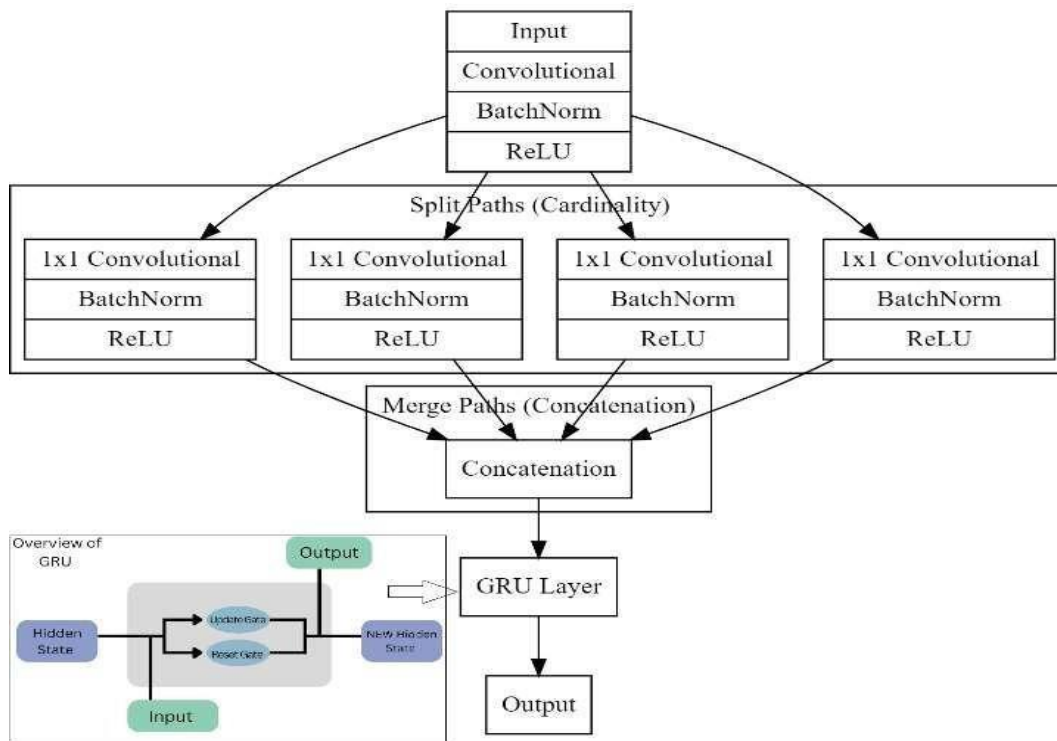 Input
Convolutional
BatchNorm
ReLU
Split Paths (Cardinality)
1x1 Convolutional
BatchNorm
ReLU
1x1 Convolutional
BatchNorm
ReLU
1x1 Convolutional
BatchNorm
ReLU
1x1 Convolutional
BatchNorm
ReLU
Merge Paths (Concatenation)
Concatenation
GRU Layer
Output
Overview of
GRU
Output
Hidden
State
Update Gata
Reset Gate
NEW Hidden
State
Input